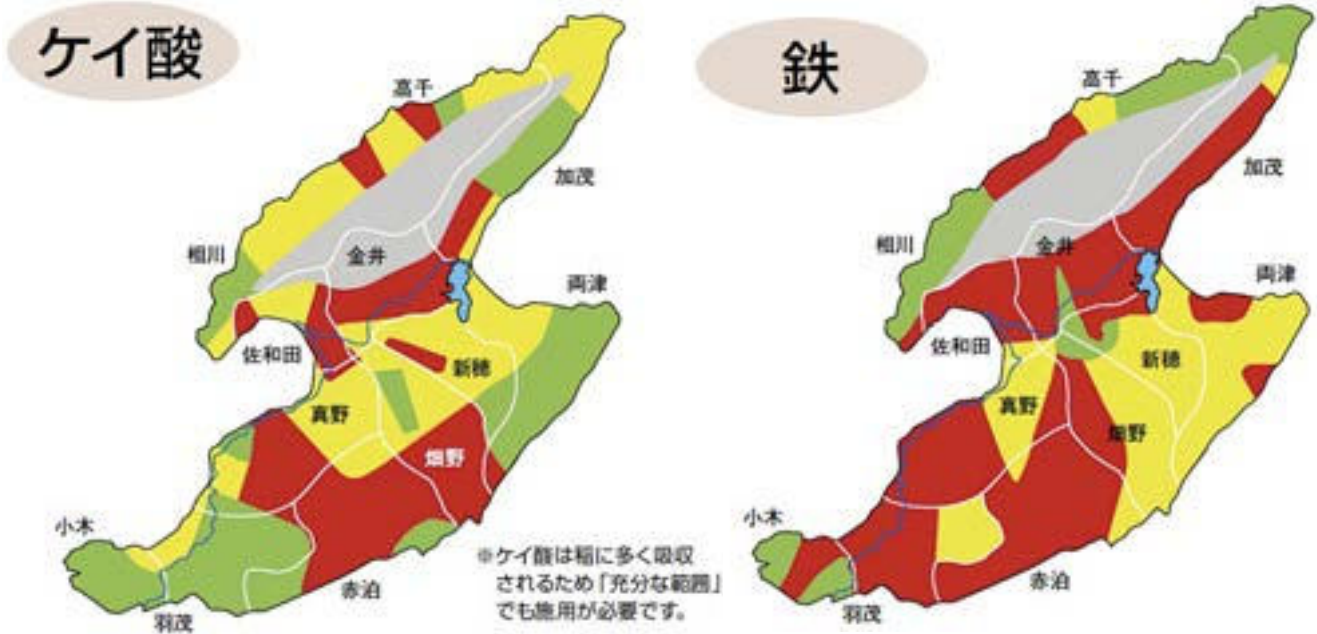 ケイ酸
高千
加茂
相川
金井
両津
佐和田
新穂
真野
畑野
小木
赤泊
羽茂
※ケイ酸は稲に多く吸収
されるため「充分な範囲」
でも施用が必要です。
鉄
高千
加茂
相川
金井
両津
佐和田
新穂
真野
畑野
小木
赤泊
羽茂